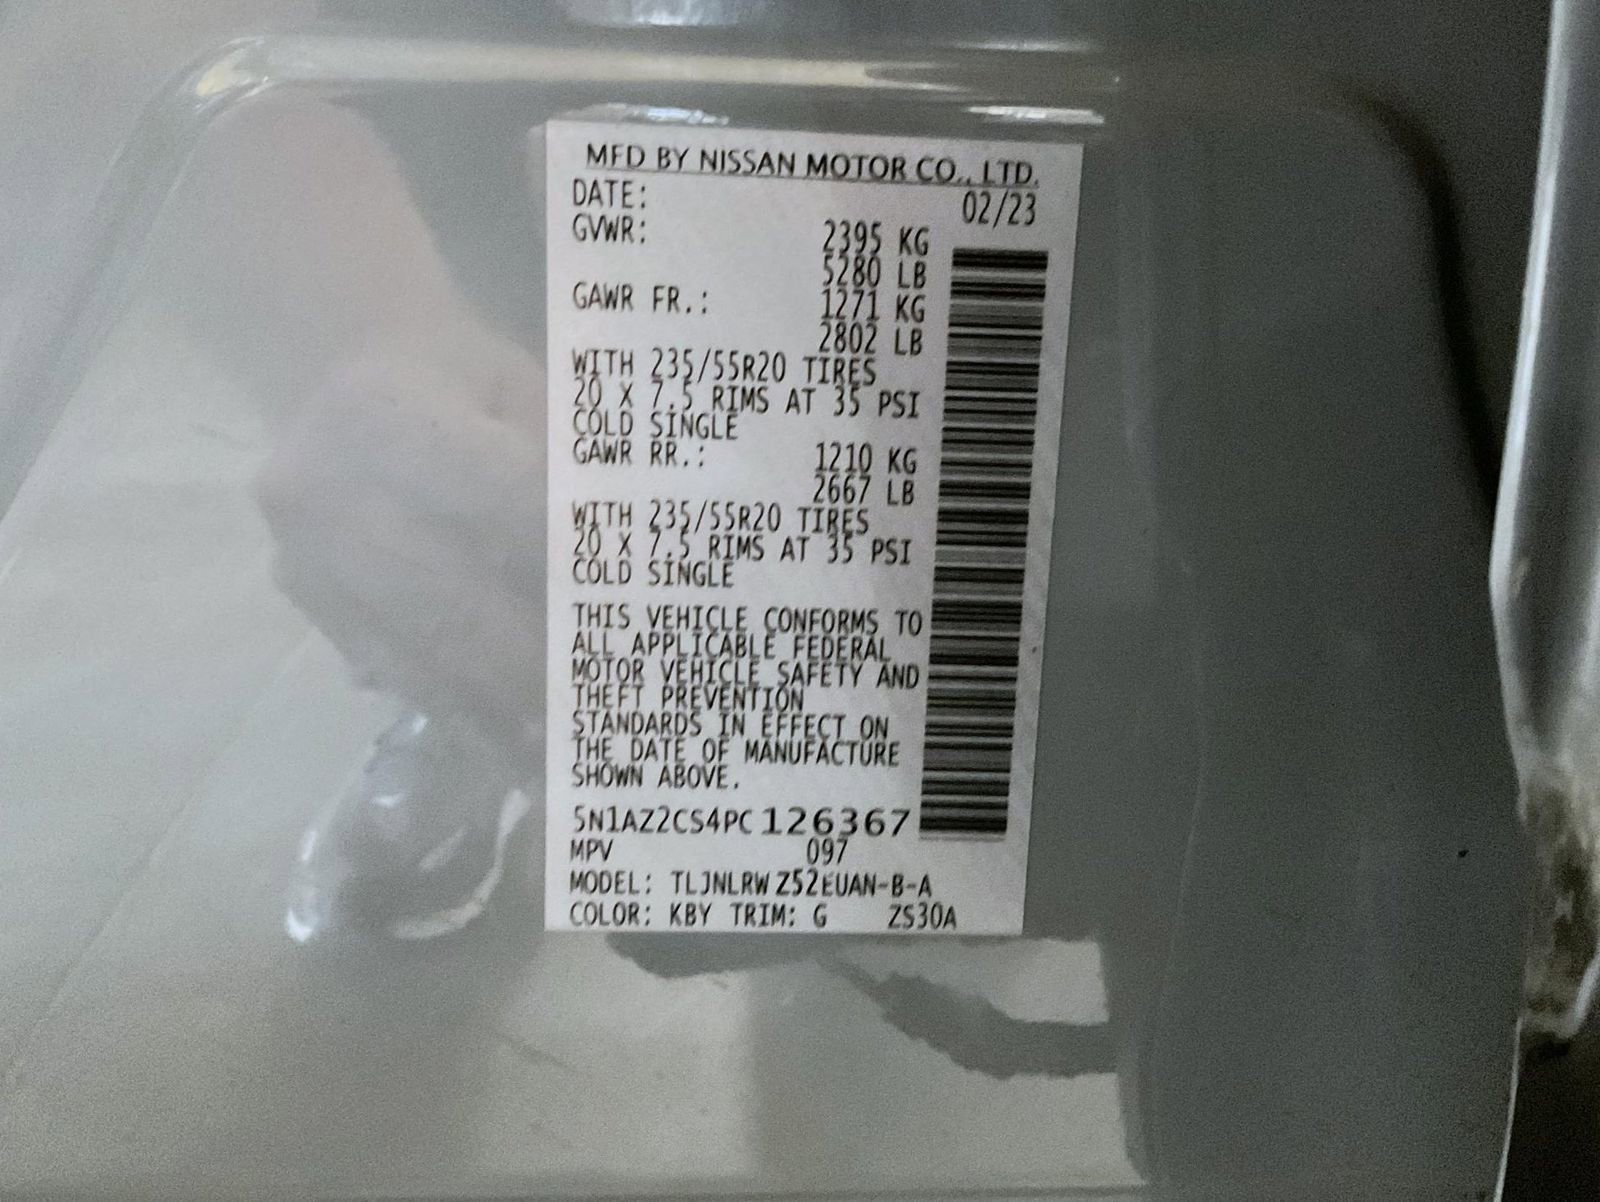 MFD BY NISSAN MOTOR CO., LTD.
DATE: 02/23
GVWR: 2395 KG
5280 LB
GAWR FR.: 1271 KG
2802 LB
WITH 235/55R20 TIRES
20 X 7.5 RIMS AT 35 PSI
COLD SINGLE
GAWR RR.: 1210 KG
2667 LB
WITH 235/55R20 TIRES
20 X 7.5 RIMS AT 35 PSI
COLD SINGLE
THIS VEHICLE CONFORMS TO
ALL APPLICABLE FEDERAL
MOTOR VEHICLE SAFETY AND
THEFT PREVENTION
STANDARDS IN EFFECT ON
THE DATE OF MANUFACTURE
SHOWN ABOVE.
5N1AZ2CS4PC126367
MPV 097
MODEL: TLJNLRWZ52EUAN-B-A
COLOR: KBY TRIM: G ZS30A